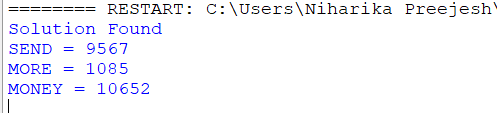 ======== RESTART: C:\Users\Niharika Preejesh\
Solution Found
SEND = 9567
MORE = 1085
MONEY = 10652